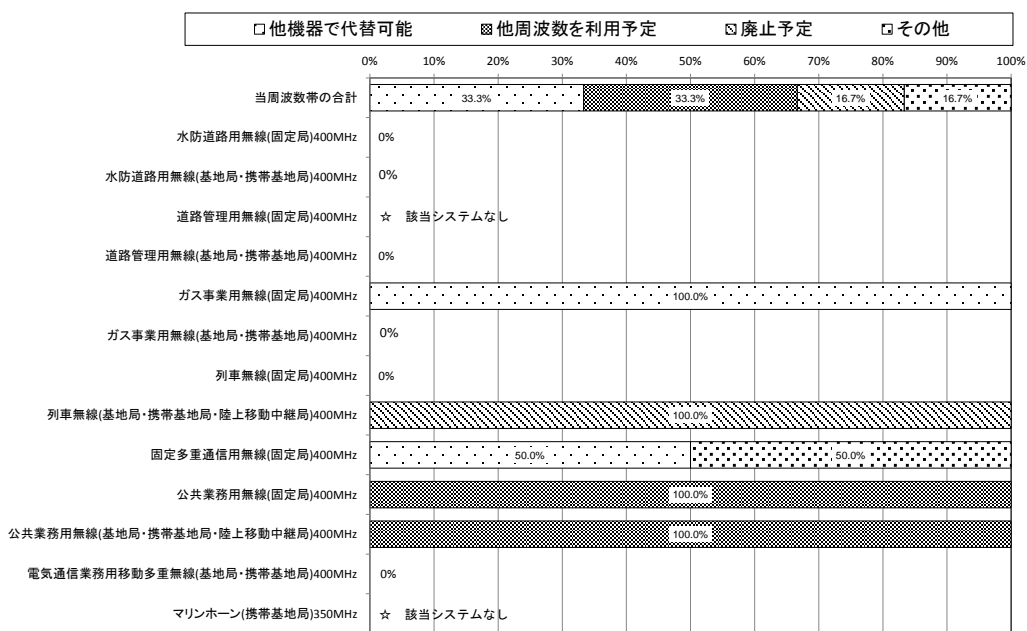 他機器で代替可能 他周波数を利用予定 廃止予定 その他
0% 10% 20% 30% 40% 50% 60% 70% 80% 90% 100%
当周波数帯の合計 33.3% 33.3% 16.7% 16.7%
水防道路用無線(固定局)400MHz 0%
水防道路用無線(基地局・携帯基地局)400MHz 0%
道路管理用無線(固定局)400MHz ☆ 該当システムなし
道路管理用無線(基地局・携帯基地局)400MHz 0%
ガス事業用無線(固定局)400MHz 100.0%
ガス事業用無線(基地局・携帯基地局)400MHz 0%
列車無線(固定局)400MHz 0%
列車無線(基地局・携帯基地局・陸上移動中継局)400MHz 100.0%
固定多重通信用無線(固定局)400MHz 50.0% 50.0%
公共業務用無線(固定局)400MHz 100.0%
公共業務用無線(基地局・携帯基地局・陸上移動中継局)400MHz 100.0%
電気通信業務用移動多重無線(基地局・携帯基地局)400MHz 0%
マリンホーン(携帯基地局)350MHz ☆ 該当システムなし